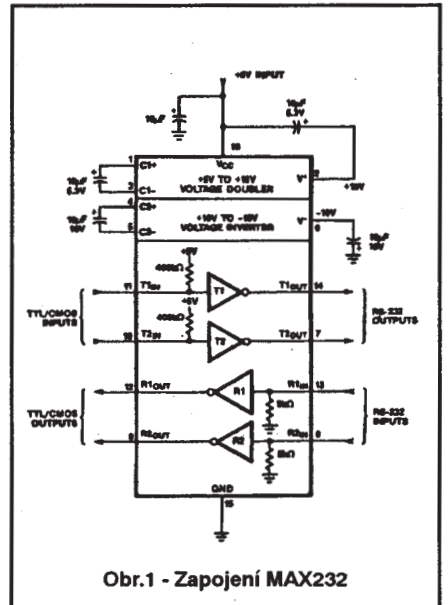 +5V INPUT
10µF
10µF
6.3V
16
VCC
1
C1+
+5V TO +10V
VOLTAGE DOUBLER
V+
2
+10V
10µF
6.3V
3
C1-
4
C2+
+10V TO -10V
VOLTAGE INVERTER
V-
6
-10V
10µF
16V
5
C2-
10µF
16V
+5V
400kΩ
11
T1IN
T1
T1OUT
14
TTL/CMOS
INPUTS
+5V
400kΩ
RS-232
OUTPUTS
10
T2IN
T2
T2OUT
7
12
R1OUT
R1
R1IN
13
TTL/CMOS
OUTPUTS
5kΩ
RS-232
INPUTS
9
R2OUT
R2
R2IN
8
5kΩ
GND
15
Obr.1 - Zapojení MAX232